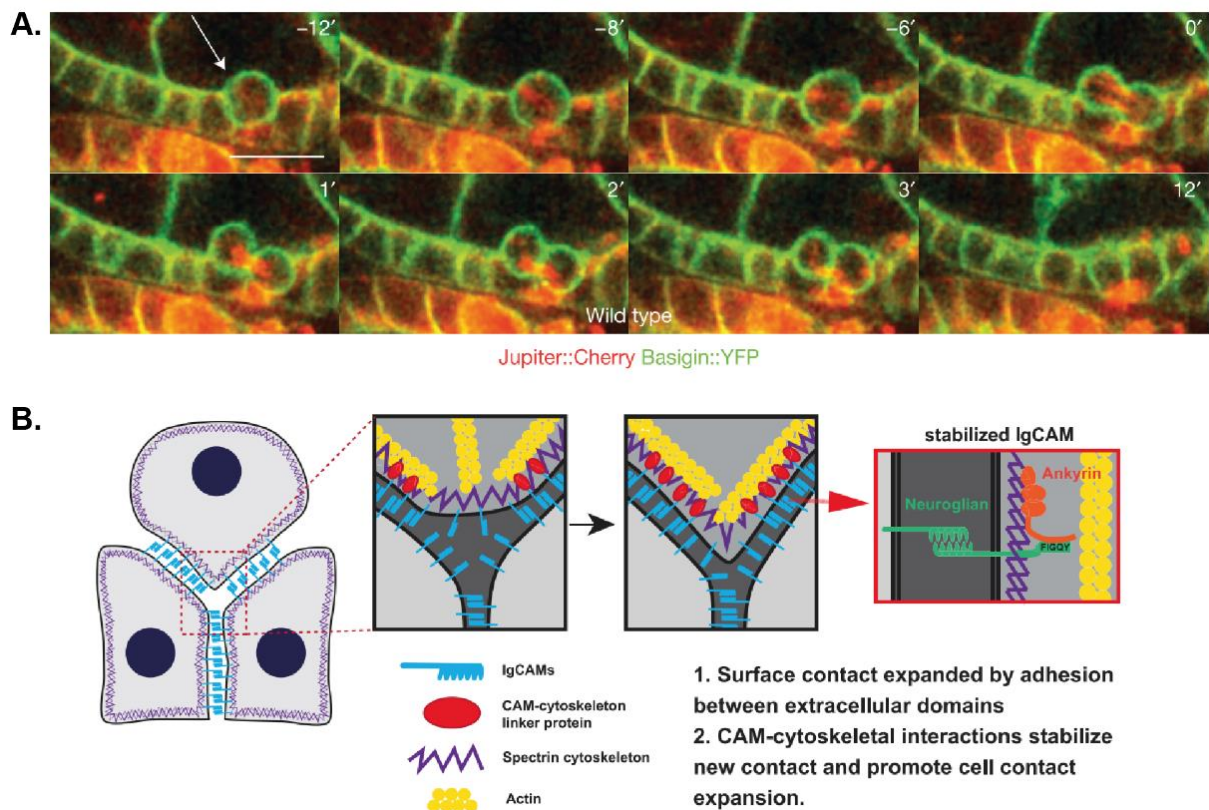 A.
−12′
−8′
−6′
0′
1′
2′
3′
12′
Wild type
Jupiter::Cherry Basigin::YFP
B.
stabilized IgCAM
Ankyrin
Neuroglian
FIGQY
IgCAMs
CAM-cytoskeleton
linker protein
Spectrin cytoskeleton
Actin
1. Surface contact expanded by adhesion
between extracellular domains
2. CAM-cytoskeletal interactions stabilize
new contact and promote cell contact
expansion.